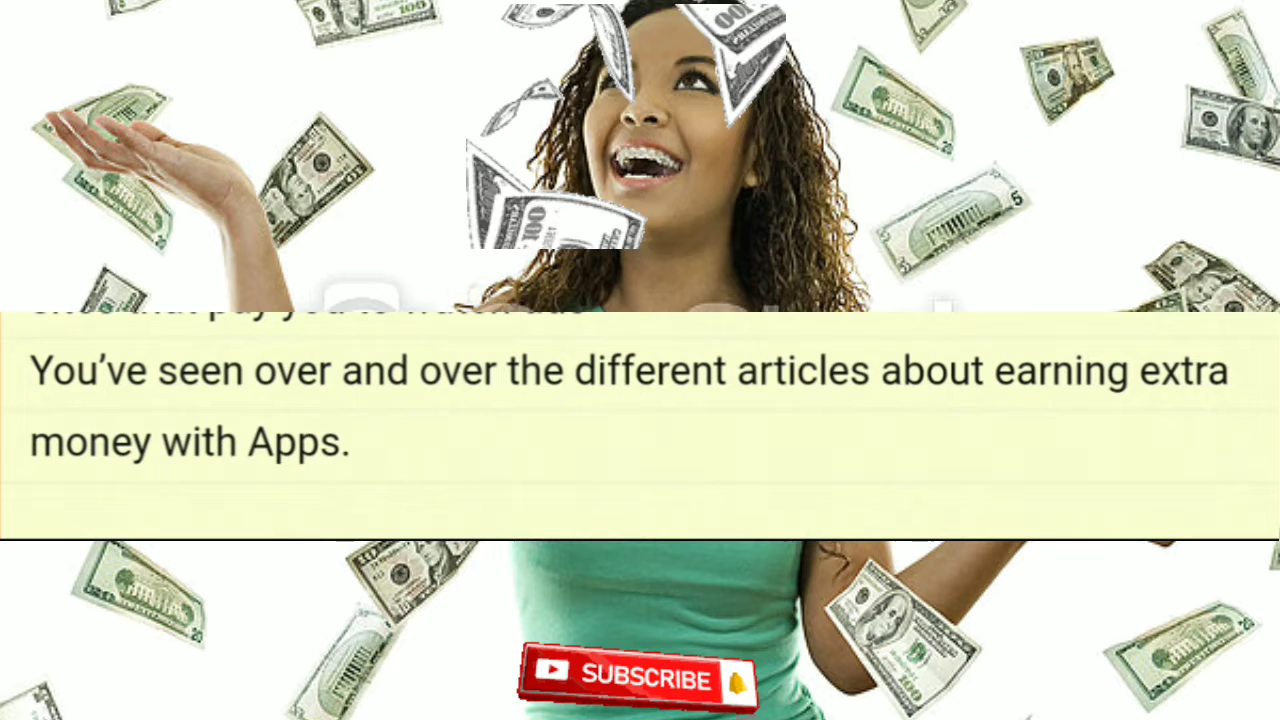 You've seen over and over the different articles about earning extra
money with Apps.
SUBSCRIBE